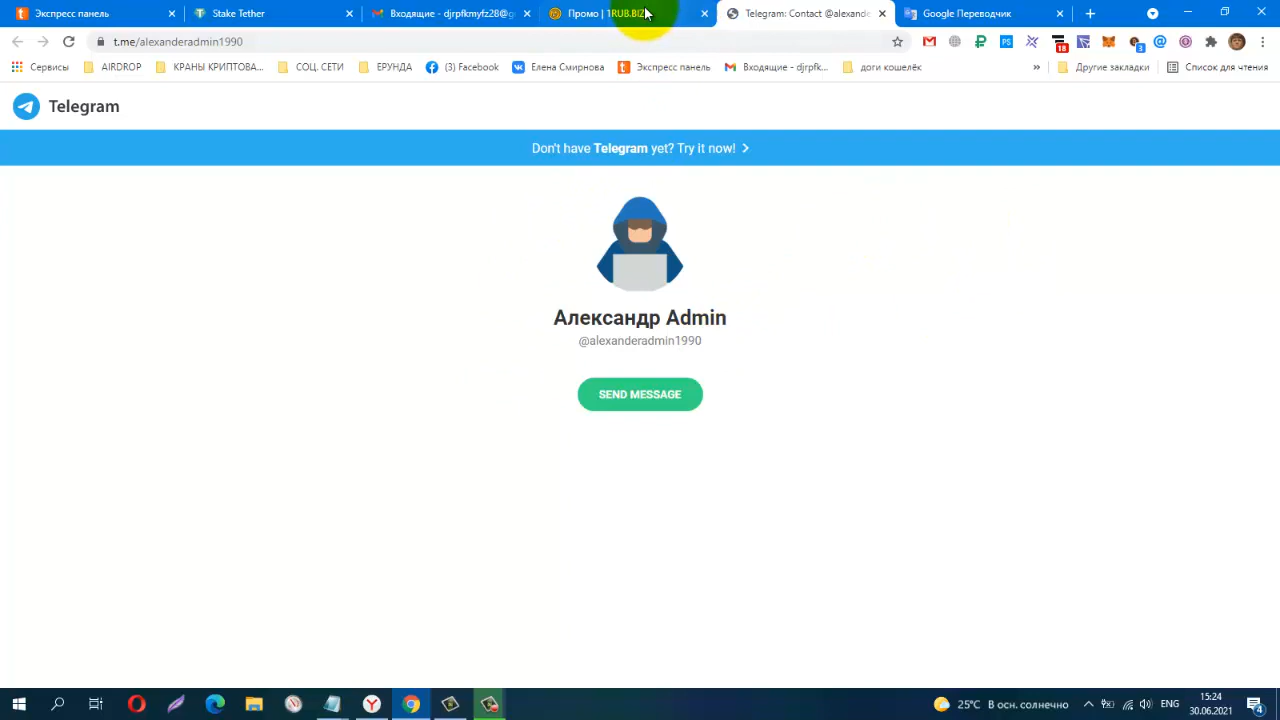 Экспресс панель
Stake Tether
Входящие - djrpfkmyfz28@g
Промо | 1RUB.BIZ
Telegram: Contact @alexande
Google Переводчик
t.me/alexanderadmin1990
18
3
Сервисы
AIRDROP
КРАНЫ КРИПТОВА...
СОЦ. СЕТИ
ЕРУНДА
(3) Facebook
Елена Смирнова
Экспресс панель
Входящие - djrpfk...
доги кошелёк
»
Другие закладки
Список для чтения
Telegram
Don't have Telegram yet? Try it now!
Александр Admin
@alexanderadmin1990
SEND MESSAGE
25°C В осн. солнечно
ENG
15:24
30.06.2021
4